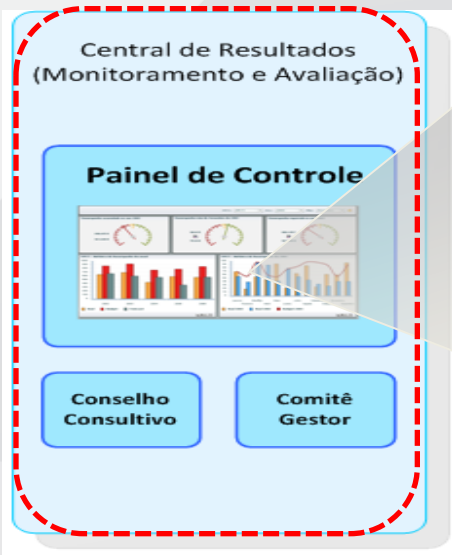 Central de Resultados
(Monitoramento e Avaliação)
Painel de Controle
Conselho
Consultivo
Comitê
Gestor